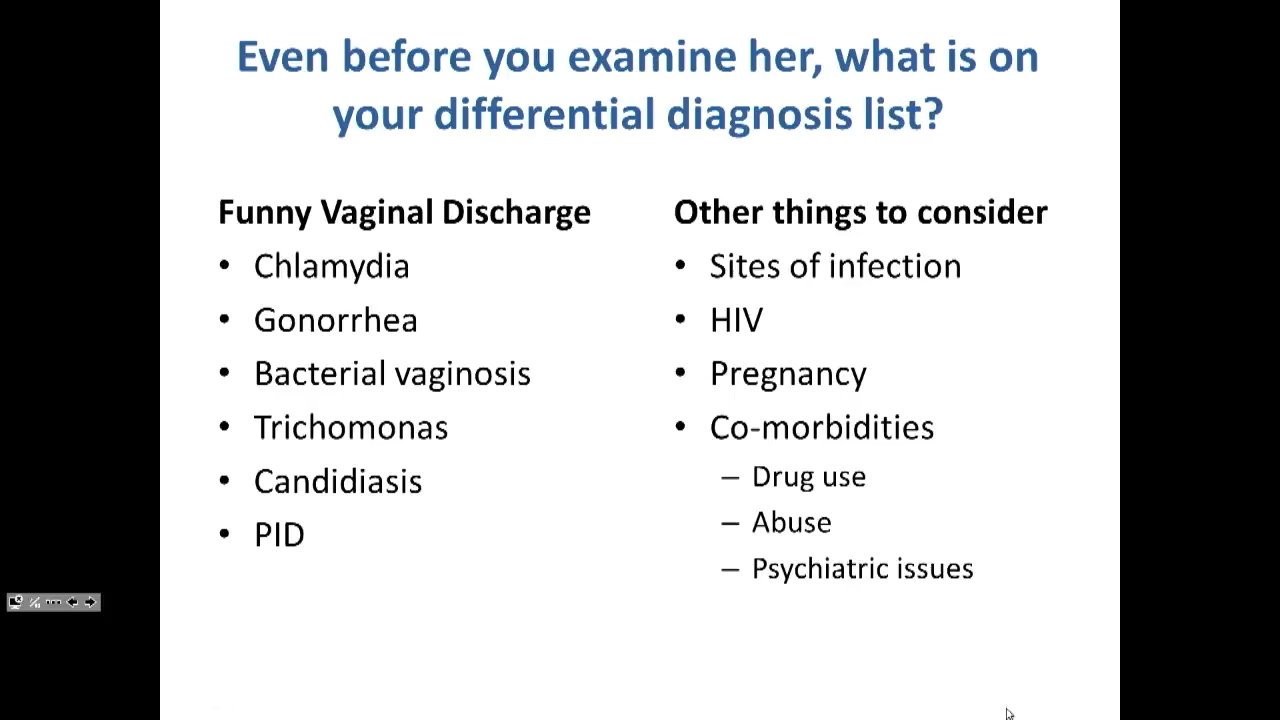 Even before you examine her, what is on
your differential diagnosis list?
Funny Vaginal Discharge
• Chlamydia
• Gonorrhea
• Bacterial vaginosis
• Trichomonas
• Candidiasis
• PID
Other things to consider
• Sites of infection
• HIV
• Pregnancy
• Co-morbidities
– Drug use
– Abuse
– Psychiatric issues